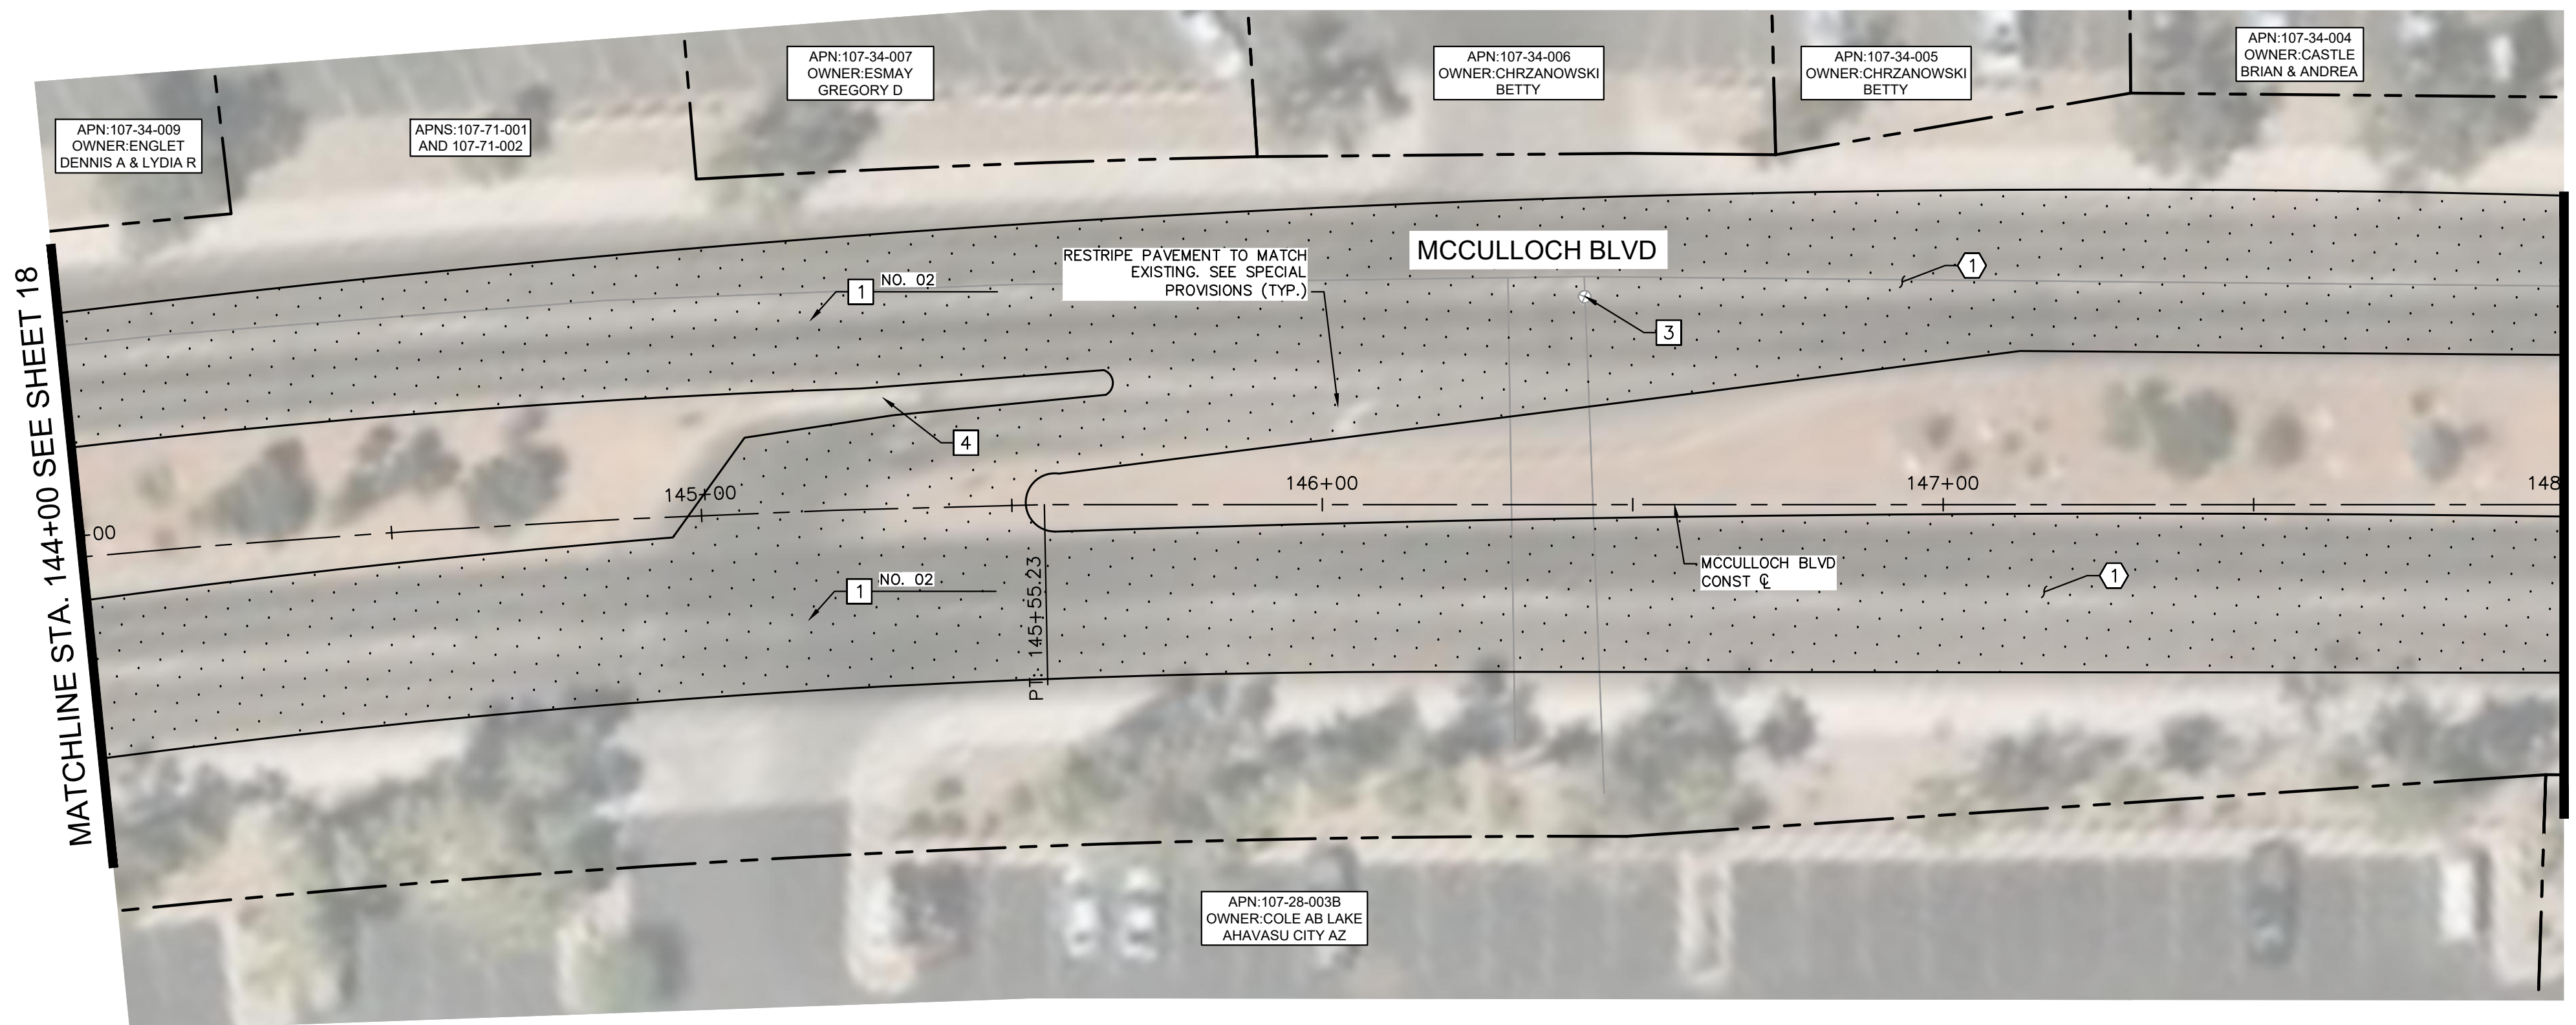 APN:107-34-009
OWNER:ENGLET
DENNIS A & LYDIA R
APNS:107-71-001
AND 107-71-002
APN:107-34-007
OWNER:ESMAY
GREGORY D
APN:107-34-006
OWNER:CHRZANOWSKI
BETTY
APN:107-34-005
OWNER:CHRZANOWSKI
BETTY
APN:107-34-004
OWNER:CASTLE
BRIAN & ANDREA
MATCHLINE STA. 144+00 SEE SHEET 18
1 NO. 02
RESTRIPE PAVEMENT TO MATCH
EXISTING. SEE SPECIAL
PROVISIONS (TYP.)
MCCULLOCH BLVD
1
3
4
+00
145+00
146+00
147+00
148
1 NO. 02
PT: 145+55.23
MCCULLOCH BLVD
CONST ℄
1
APN:107-28-003B
OWNER:COLE AB LAKE
AHAVASU CITY AZ